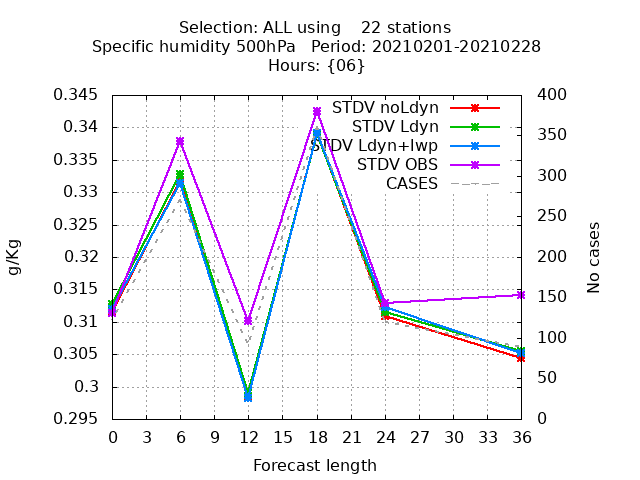 Selection: ALL using    22 stations
Specific humidity 500hPa   Period: 20210201-20210228
Hours: {06}
STDV noLdyn
STDV Ldyn
STDV Ldyn+lwp
STDV OBS
CASES
g/Kg
0.345
0.34
0.335
0.33
0.325
0.32
0.315
0.31
0.305
0.3
0.295
No cases
400
350
300
250
200
150
100
50
0
0 3 6 9 12 15 18 21 24 27 30 33 36
Forecast length